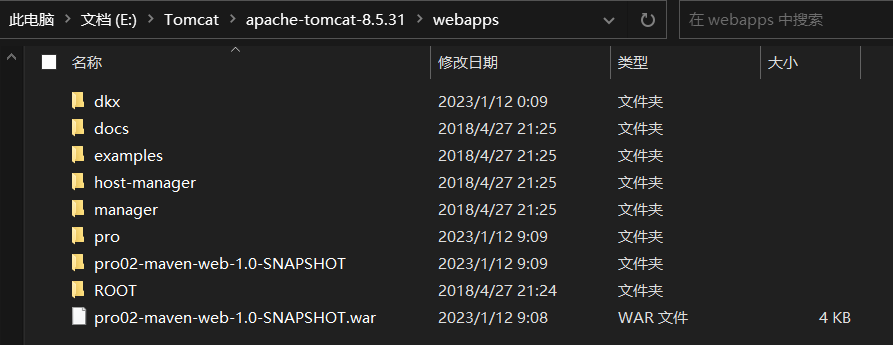 此电脑 > 文档 (E:) > Tomcat > apache-tomcat-8.5.31 > webapps 在 webapps 中搜索
名称 修改日期 类型 大小
dkx 2023/1/12 0:09 文件夹
docs 2018/4/27 21:25 文件夹
examples 2018/4/27 21:25 文件夹
host-manager 2018/4/27 21:25 文件夹
manager 2018/4/27 21:25 文件夹
pro 2023/1/12 9:09 文件夹
pro02-maven-web-1.0-SNAPSHOT 2023/1/12 9:09 文件夹
ROOT 2018/4/27 21:24 文件夹
pro02-maven-web-1.0-SNAPSHOT.war 2023/1/12 9:08 WAR 文件 4 KB